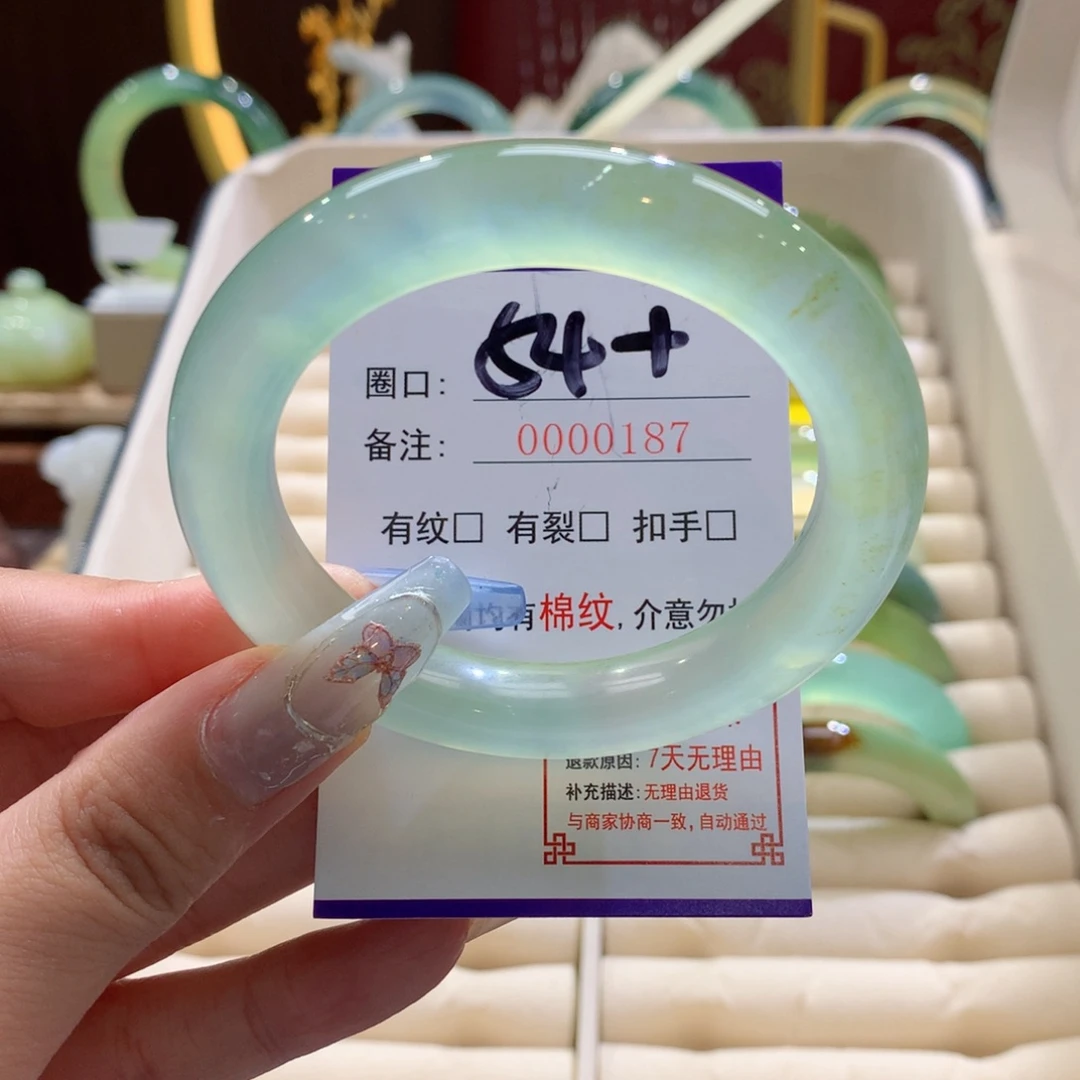 圈口: 54+
备注: 0000187
有纹□ 有裂□ 扣手□
均有棉纹, 介意勿
退款原因: 7天无理由
补充描述: 无理由退货
与商家协商一致, 自动通过